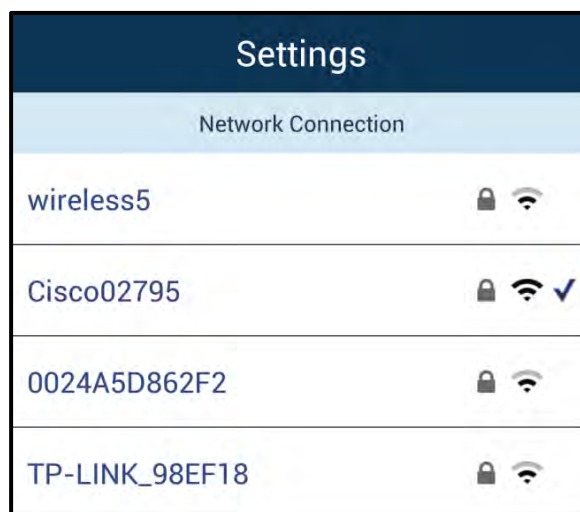 Settings
Network Connection
wireless5
Cisco02795
0024A5D862F2
TP-LINK_98EF18